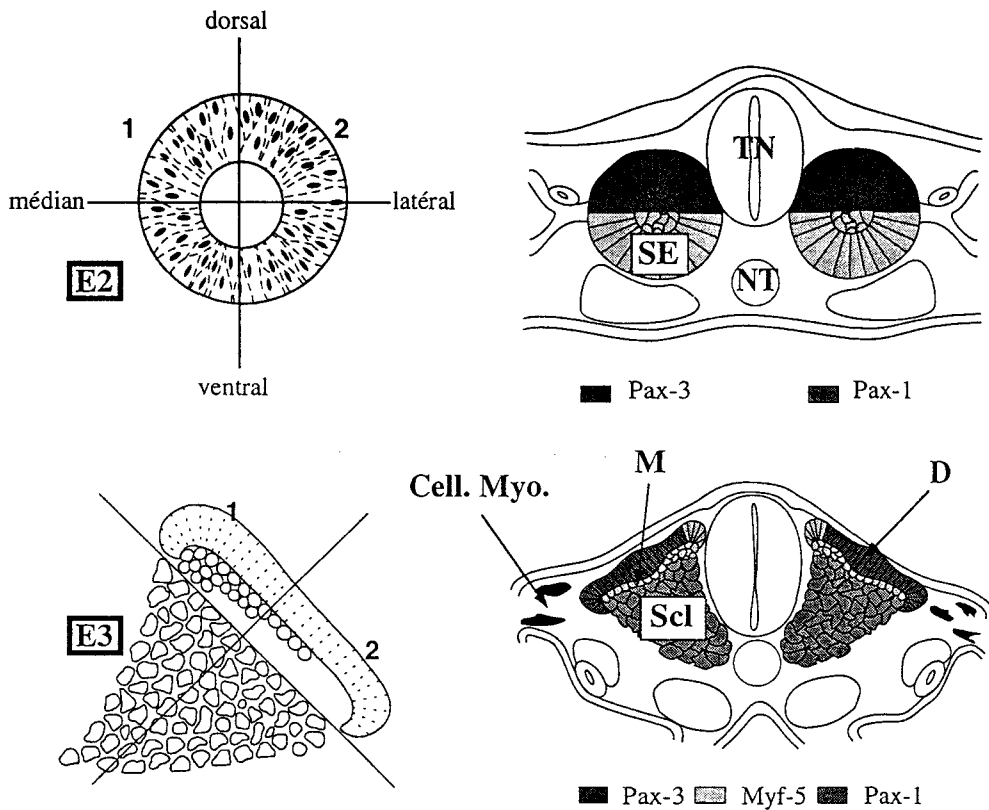 dorsal
1 2
médian latéral
E2
ventral
TN
SE
NT
Pax-3 Pax-1
1
2
E3
Cell. Myo. M D
Scl
Pax-3 Myf-5 Pax-1